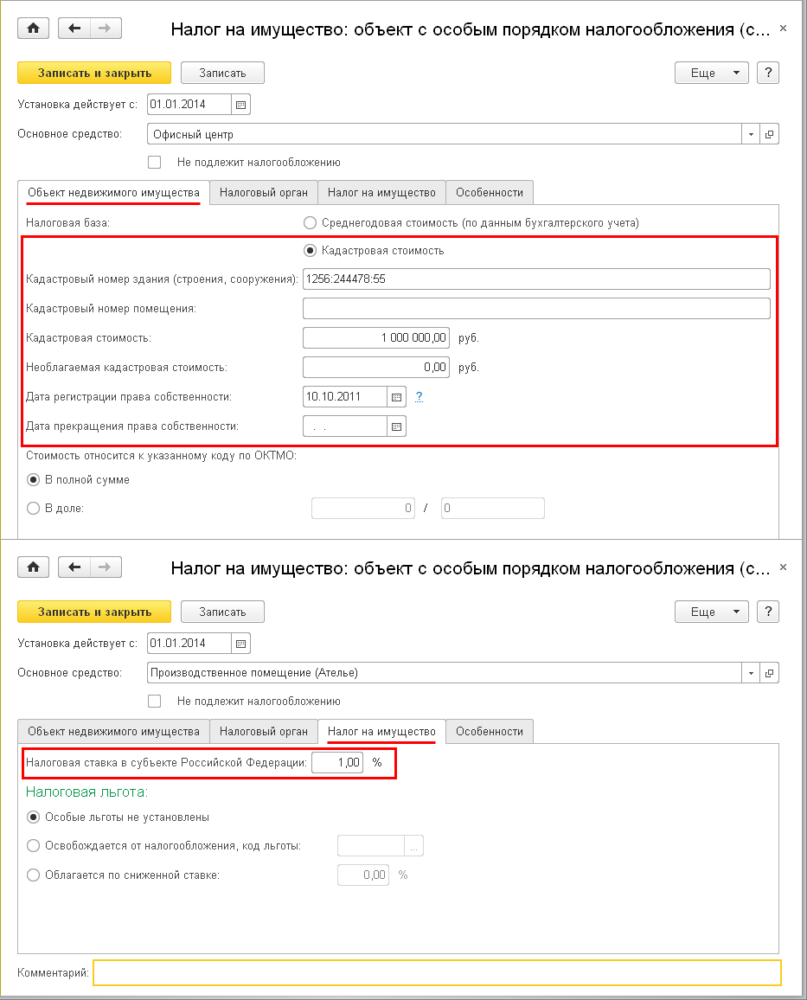 Налог на имущество: объект с особым порядком налогообложения (с...
Записать и закрыть Записать Еще ?
Установка действует с: 01.01.2014
Основное средство: Офисный центр
Не подлежит налогообложению
Объект недвижимого имущества Налоговый орган Налог на имущество Особенности
Налоговая база: Среднегодовая стоимость (по данным бухгалтерского учета)
Кадастровая стоимость
Кадастровый номер здания (строения, сооружения): 1256:244478:55
Кадастровый номер помещения:
Кадастровая стоимость: 1 000 000,00 руб.
Необлагаемая кадастровая стоимость: 0,00 руб.
Дата регистрации права собственности: 10.10.2011 ?
Дата прекращения права собственности: . .
Стоимость относится к указанному коду по ОКТМО:
В полной сумме
В доле: 0 / 0
Налог на имущество: объект с особым порядком налогообложения (с...
Записать и закрыть Записать Еще ?
Установка действует с: 01.01.2014
Основное средство: Производственное помещение (Ателье)
Не подлежит налогообложению
Объект недвижимого имущества Налоговый орган Налог на имущество Особенности
Налоговая ставка в субъекте Российской Федерации: 1,00 %
Налоговая льгота:
Особые льготы не установлены
Освобождается от налогообложения, код льготы: ...
Облагается по сниженной ставке: 0,00 %
Комментарий: